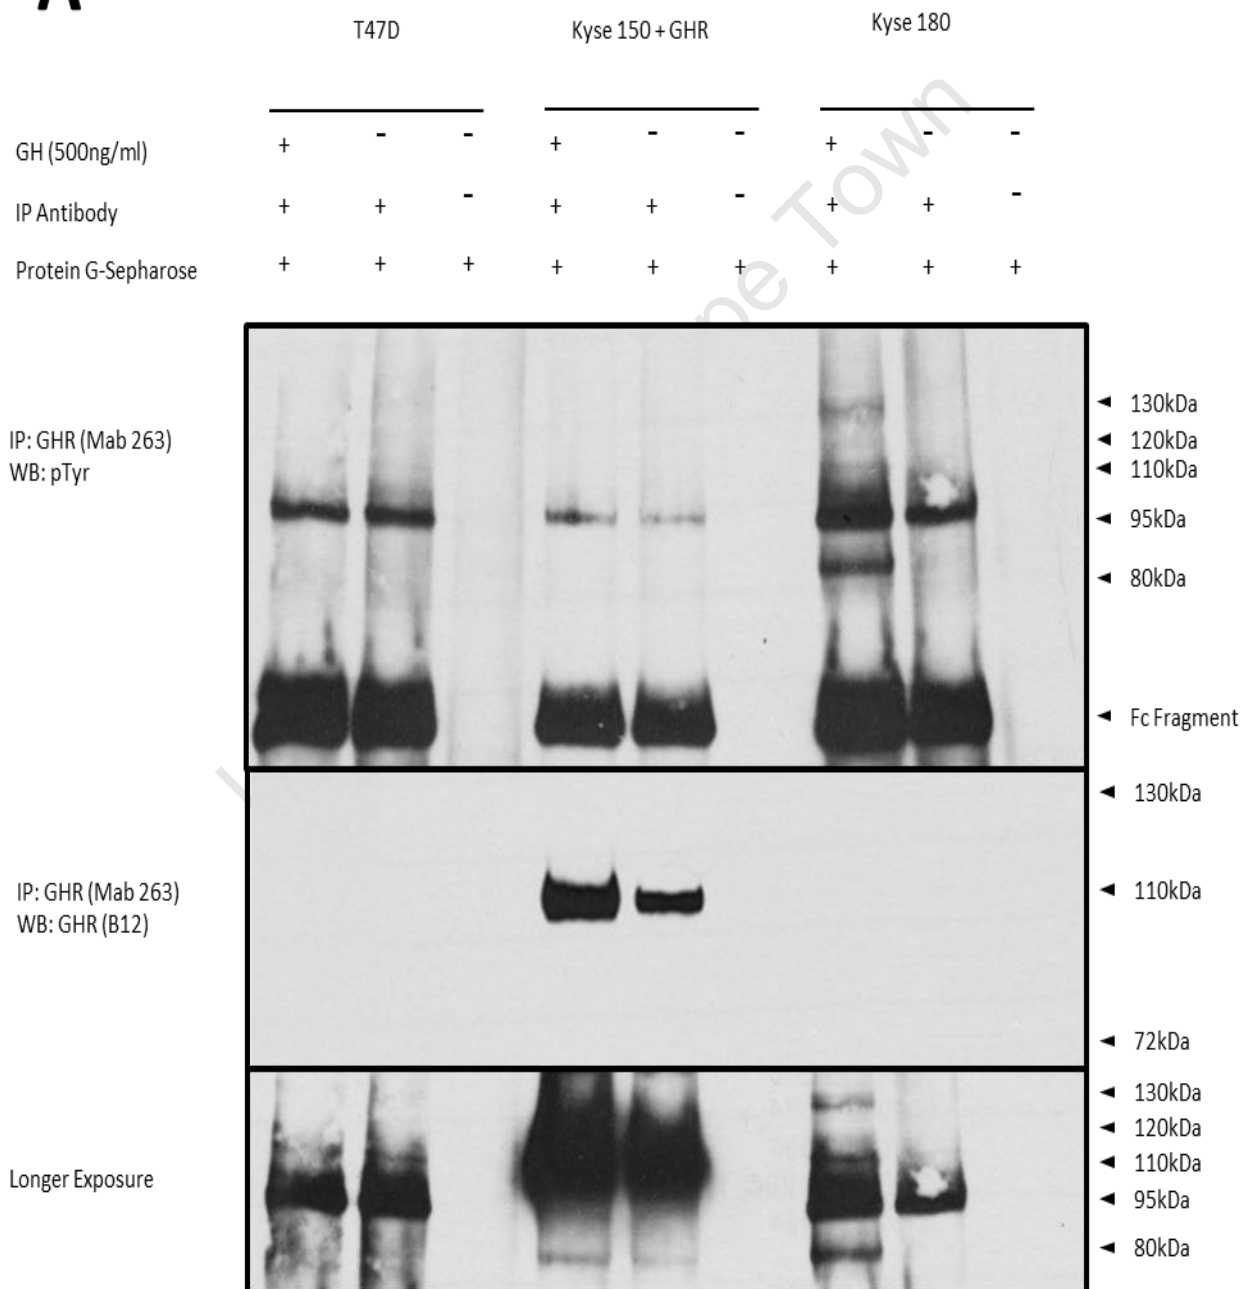 A
T47D Kyse 150 + GHR Kyse 180
GH (500ng/ml) + - - + - - + - -
IP Antibody + + - + + - + + -
Protein G-Sepharose + + + + + + + + +
pe Town
IP: GHR (Mab 263)
WB: pTyr
130kDa
120kDa
110kDa
95kDa
80kDa
Fc Fragment
IP: GHR (Mab 263)
WB: GHR (B12)
130kDa
110kDa
72kDa
Longer Exposure
130kDa
120kDa
110kDa
95kDa
80kDa